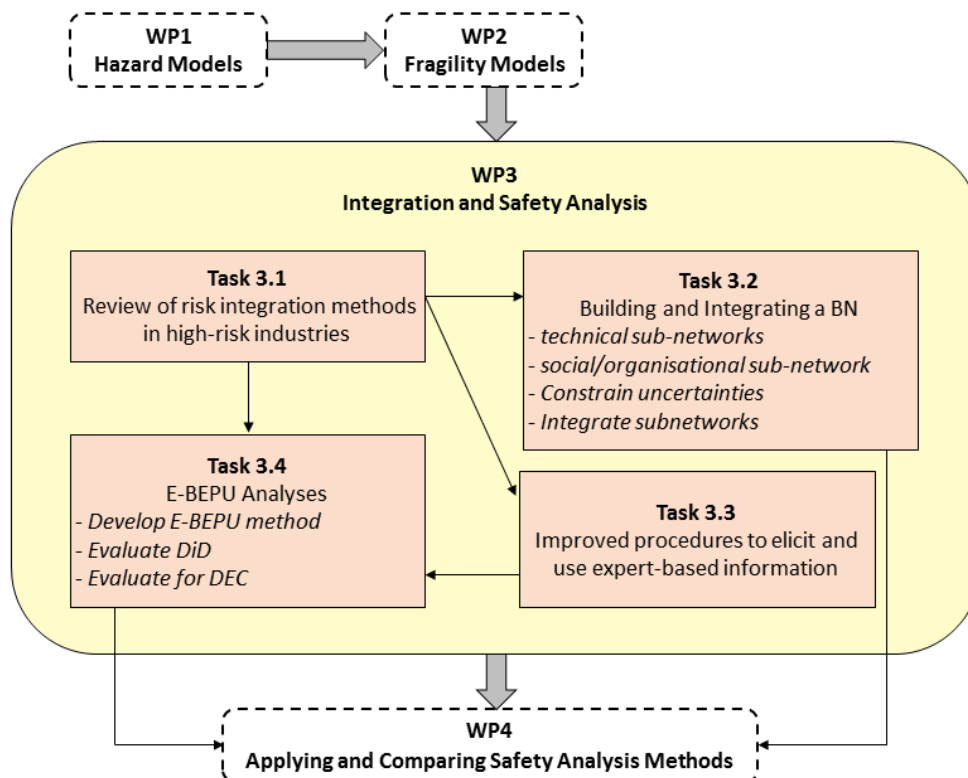 WP1
Hazard Models
WP2
Fragility Models
WP3
Integration and Safety Analysis
Task 3.1
Review of risk integration methods
in high-risk industries
Task 3.2
Building and Integrating a BN
- technical sub-networks
- social/organisational sub-network
- Constrain uncertainties
- Integrate subnetworks
Task 3.4
E-BEPU Analyses
- Develop E-BEPU method
- Evaluate DiD
- Evaluate for DEC
Task 3.3
Improved procedures to elicit and
use expert-based information
WP4
Applying and Comparing Safety Analysis Methods